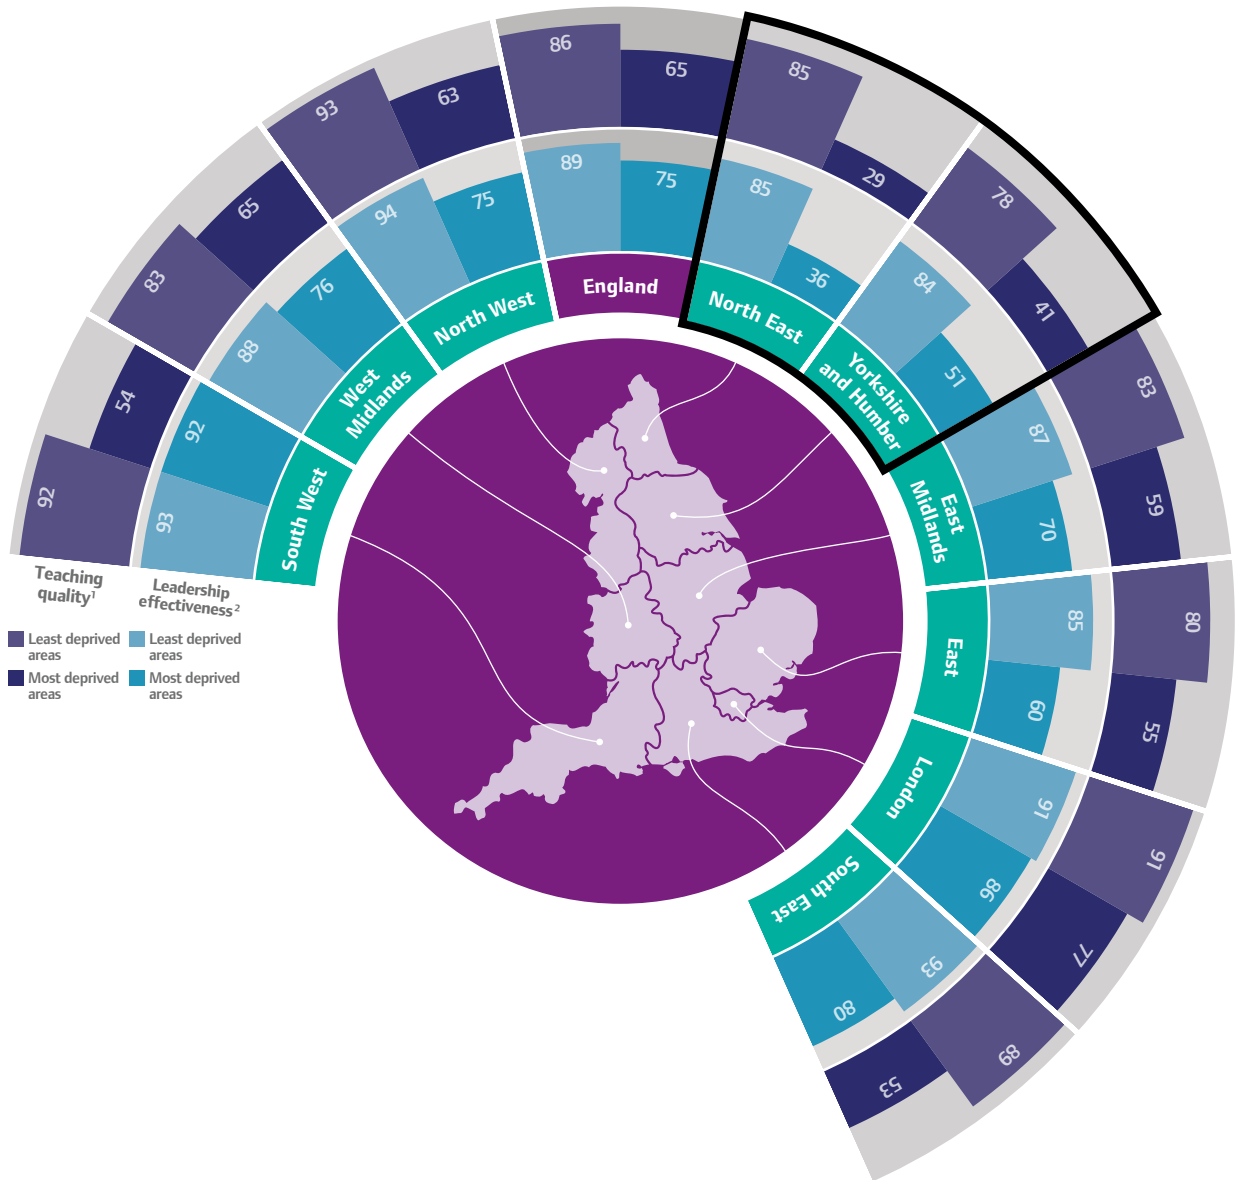 92
54
93
92
South West
83
65
88
76
West
Midlands
93
63
94
75
North West
86
65
89
75
England
85
29
85
36
North East
78
41
84
51
Yorkshire
and Humber
83
59
87
70
East
Midlands
80
55
85
60
East
91
77
91
86
London
89
53
93
80
South East
Teaching
quality¹
Leadership
effectiveness²
Least deprived
areas
Least deprived
areas
Most deprived
areas
Most deprived
areas